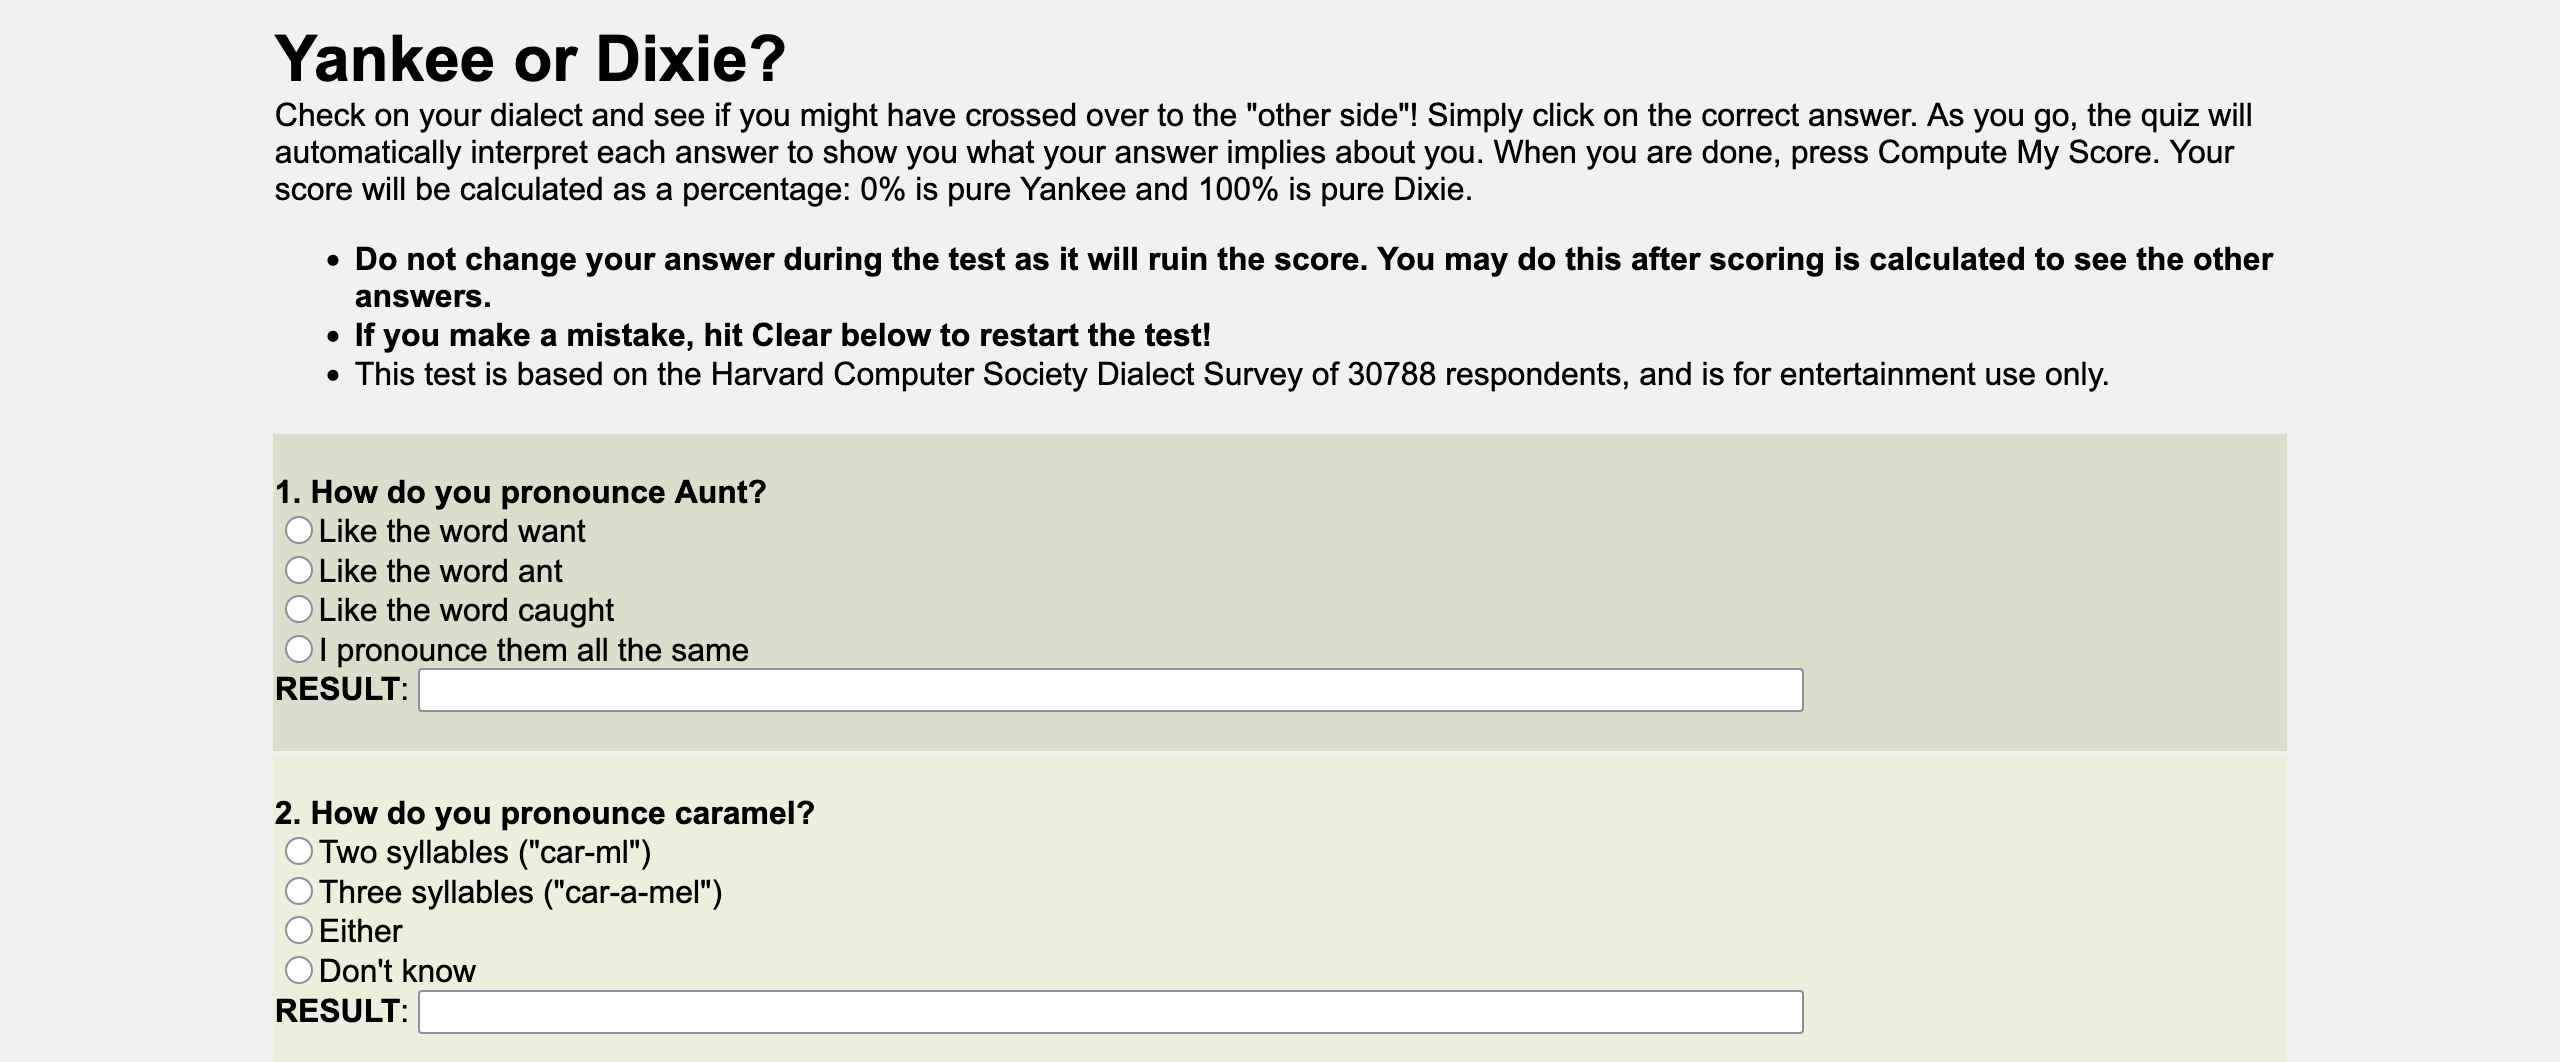 Yankee or Dixie?
Check on your dialect and see if you might have crossed over to the "other side"! Simply click on the correct answer. As you go, the quiz will
automatically interpret each answer to show you what your answer implies about you. When you are done, press Compute My Score. Your
score will be calculated as a percentage: 0% is pure Yankee and 100% is pure Dixie.
• Do not change your answer during the test as it will ruin the score. You may do this after scoring is calculated to see the other
answers.
• If you make a mistake, hit Clear below to restart the test!
• This test is based on the Harvard Computer Society Dialect Survey of 30788 respondents, and is for entertainment use only.
1. How do you pronounce Aunt?
Like the word want
Like the word ant
Like the word caught
I pronounce them all the same
RESULT:
2. How do you pronounce caramel?
Two syllables ("car-ml")
Three syllables ("car-a-mel")
Either
Don't know
RESULT: